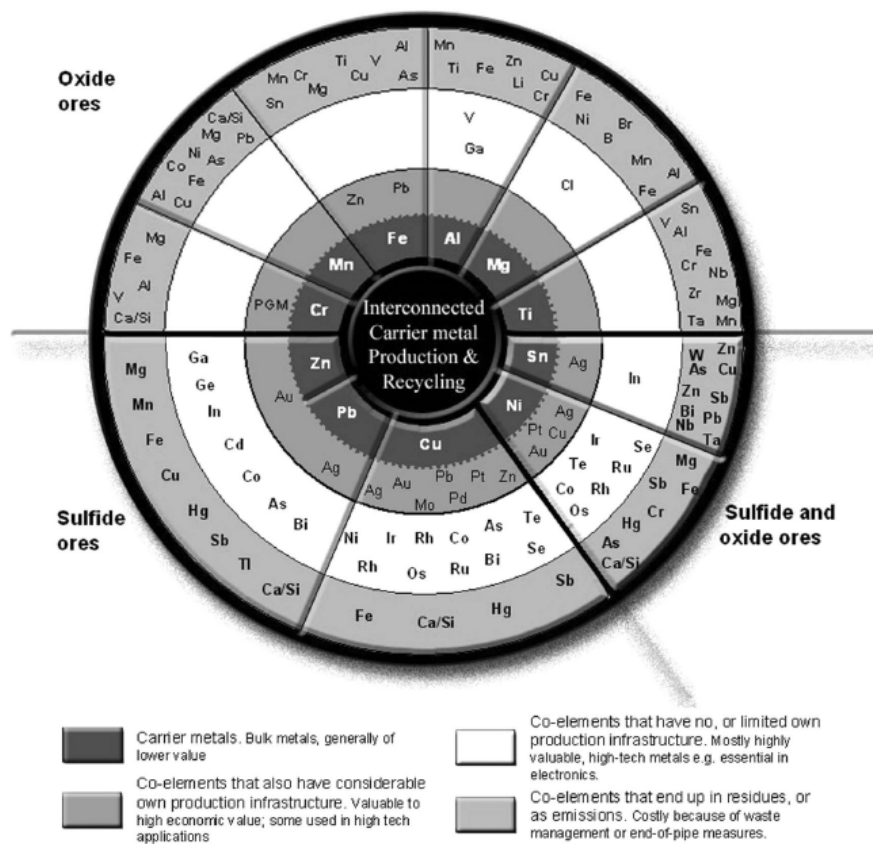 Oxide
ores
Mn Cr Ti V Al
Sn Mg Cu As
Mn Ti Fe Zn Li Cu Cr
Fe Ni B Br Mn Al Fe
Ca/Si
Mg Pb
Ni As
Co Fe
Al Cu
Mg
Fe
Al
V
Ca/Si
V
Ga
Cl
Zn Pb
Sn
V Al
Fe
Cr Nb
Zr Mg
Ta Mn
PGM
Fe Al
Mn Mg
Cr Ti
Zn Sn
Pb Ni
Cu
Interconnected
Carrier metal
Production &
Recycling
Ag
In
W Zn
As Cu
Zn Sb
Bi Pb
Nb Ta
Mg
Mn
Fe
Cu
Hg
Sb
Tl
Ca/Si
Ga
Ge
In
Cd
Co
As
Bi
Au
Ag
Ag Au Pb Pt Zn
Mo Pd
Ag
Pt Cu
Au
Ir Se
Te Ru
Co Rh
Os
Mg
Sb Fe
Cr
Hg
As
Ca/Si
Ni Ir Rh Co As Te
Rh Os Ru Bi Se
Fe Ca/Si Hg Sb
Sulfide
ores
Sulfide and
oxide ores
Carrier metals. Bulk metals, generally of
lower value
Co-elements that also have considerable
own production infrastructure. Valuable to
high economic value; some used in high tech
applications
Co-elements that have no, or limited own
production infrastructure. Mostly highly
valuable, high-tech metals e.g. essential in
electronics.
Co-elements that end up in residues, or
as emissions. Costly because of waste
management or end-of-pipe measures.